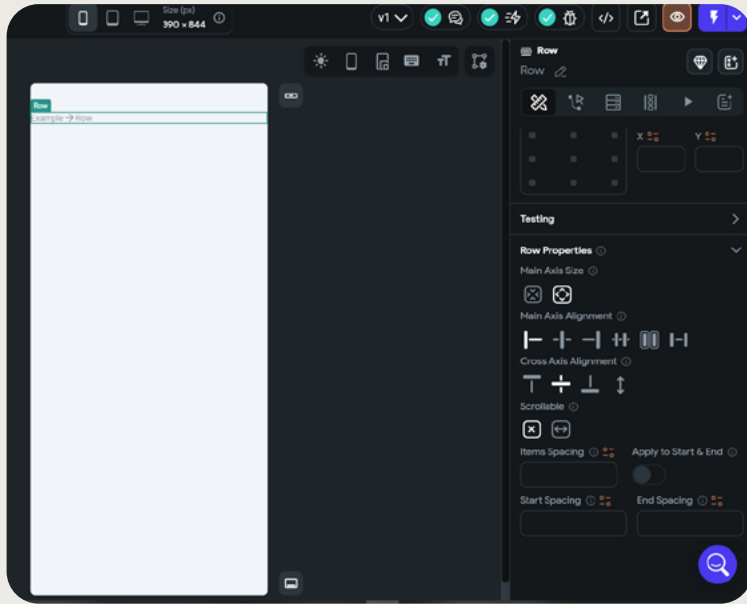 Size (px)
390 × 844
v1
Row
Example → Row
Row
Row
X
Y
Testing
Row Properties
Main Axis Size
Main Axis Alignment
Cross Axis Alignment
Scrollable
Items Spacing
Apply to Start & End
Start Spacing
End Spacing